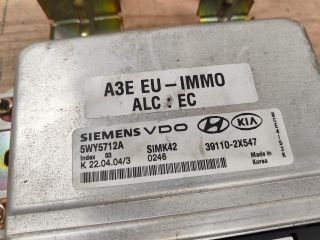 A3E EU-IMMO
ALC : EC
SIEMENS VDO KIA
5WY5712A SIMK42 39110-2X547
Index 03 0246 Made in
K 22.04.04/3 Korea